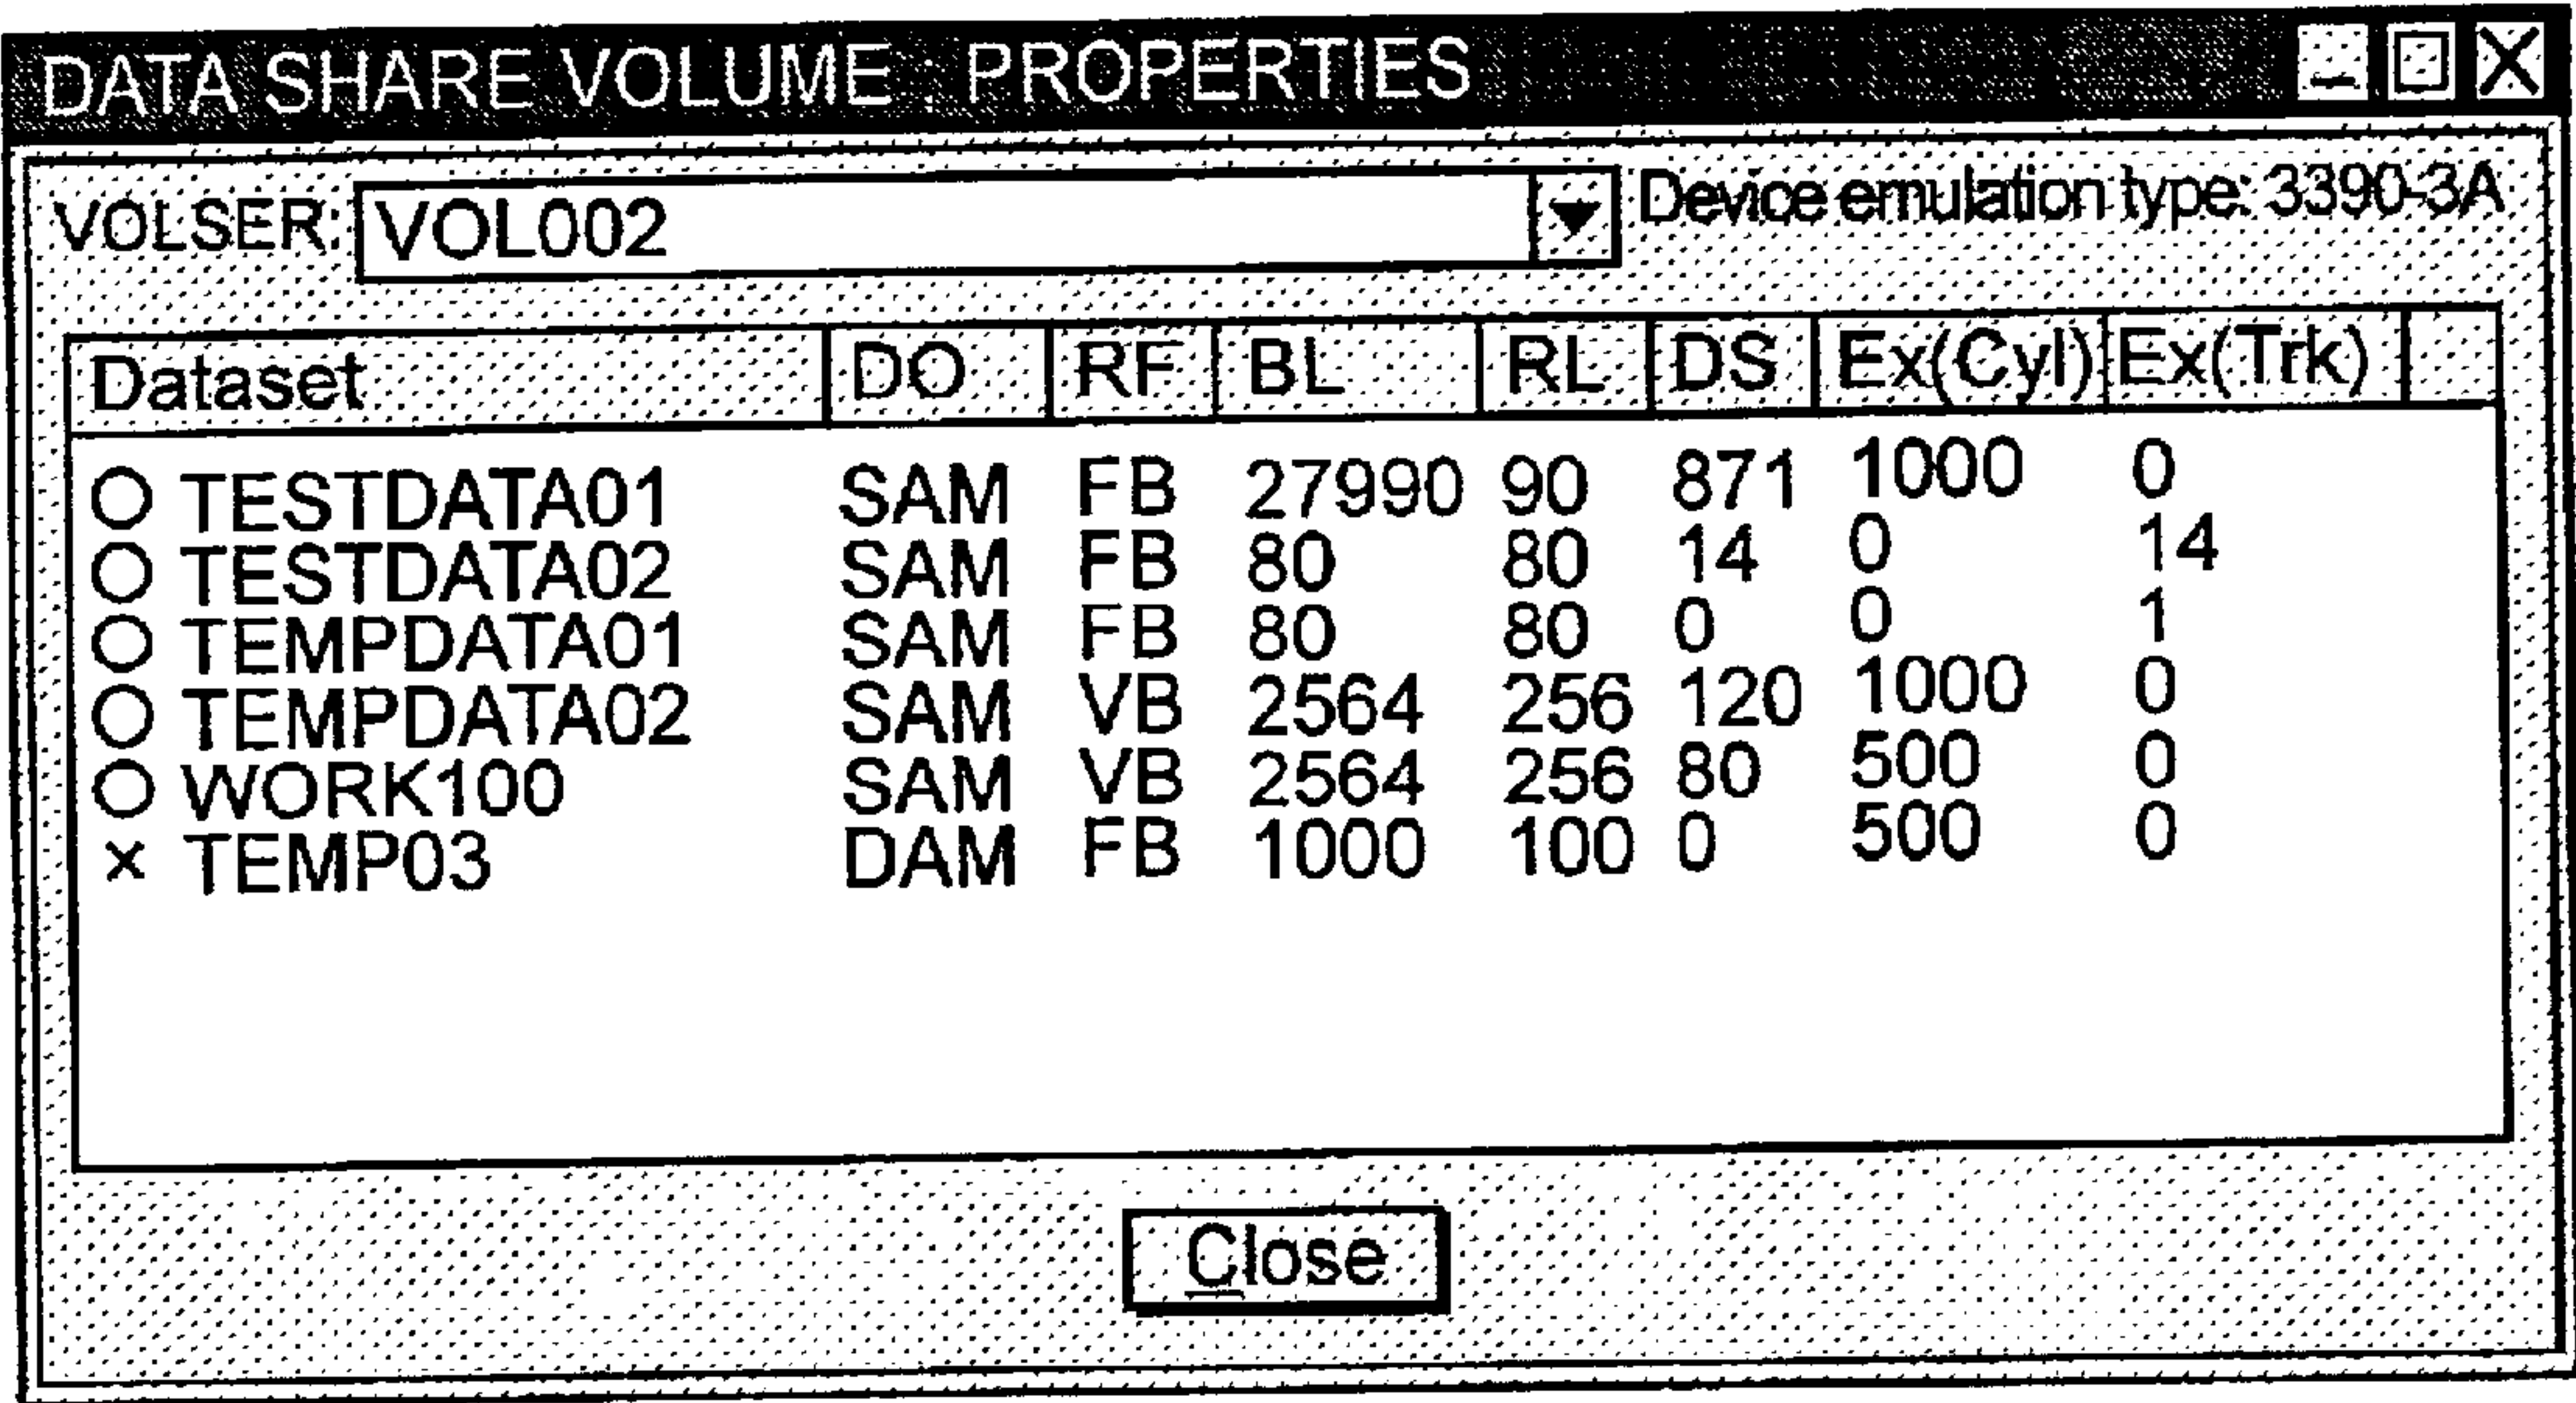 DATA SHARE VOLUME : PROPERTIES
VOLSER: VOL002 Device emulation type: 3390-3A
Dataset DO RF BL RL DS Ex(Cyl) Ex(Trk)
○ TESTDATA01 SAM FB 27990 90 871 1000 0
○ TESTDATA02 SAM FB 80 80 14 0 14
○ TEMPDATA01 SAM FB 80 80 0 0 1
○ TEMPDATA02 SAM VB 2564 256 120 1000 0
○ WORK100 SAM VB 2564 256 80 500 0
× TEMP03 DAM FB 1000 100 0 500 0
Close